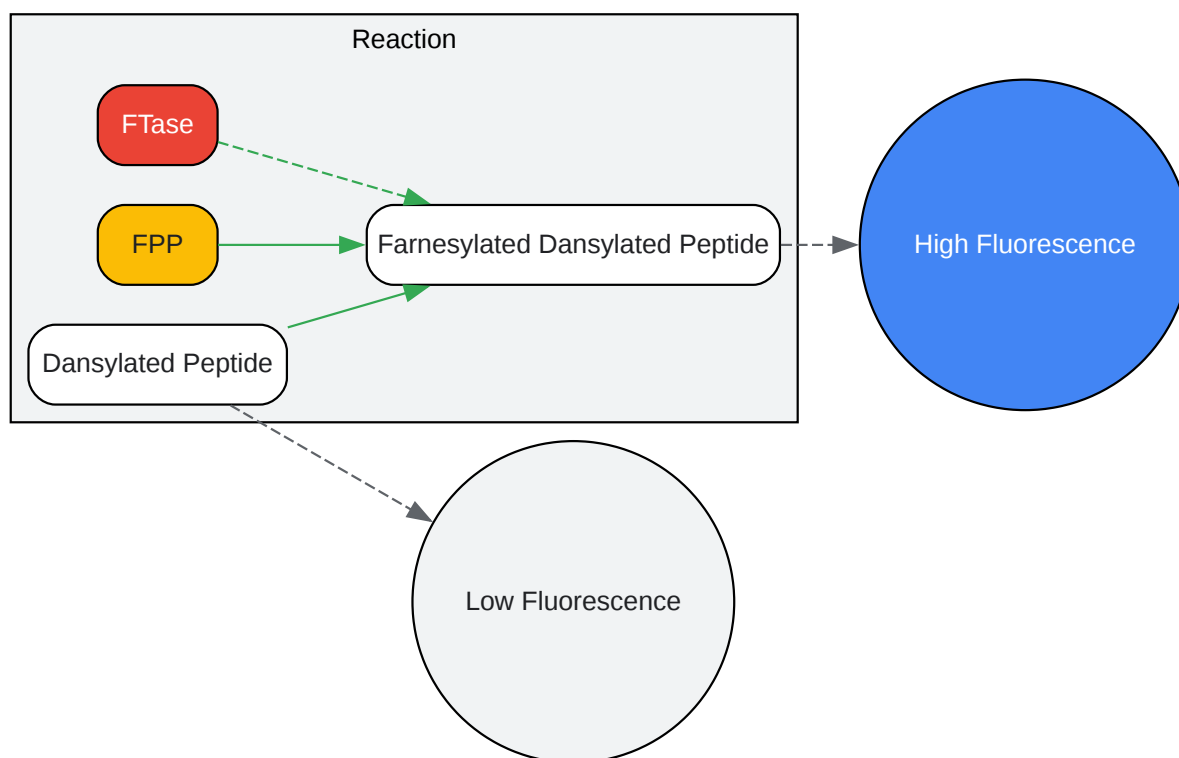 Reaction
FTase
FPP
Farnesylated Dansylated Peptide
High Fluorescence
Dansylated Peptide
Low Fluorescence